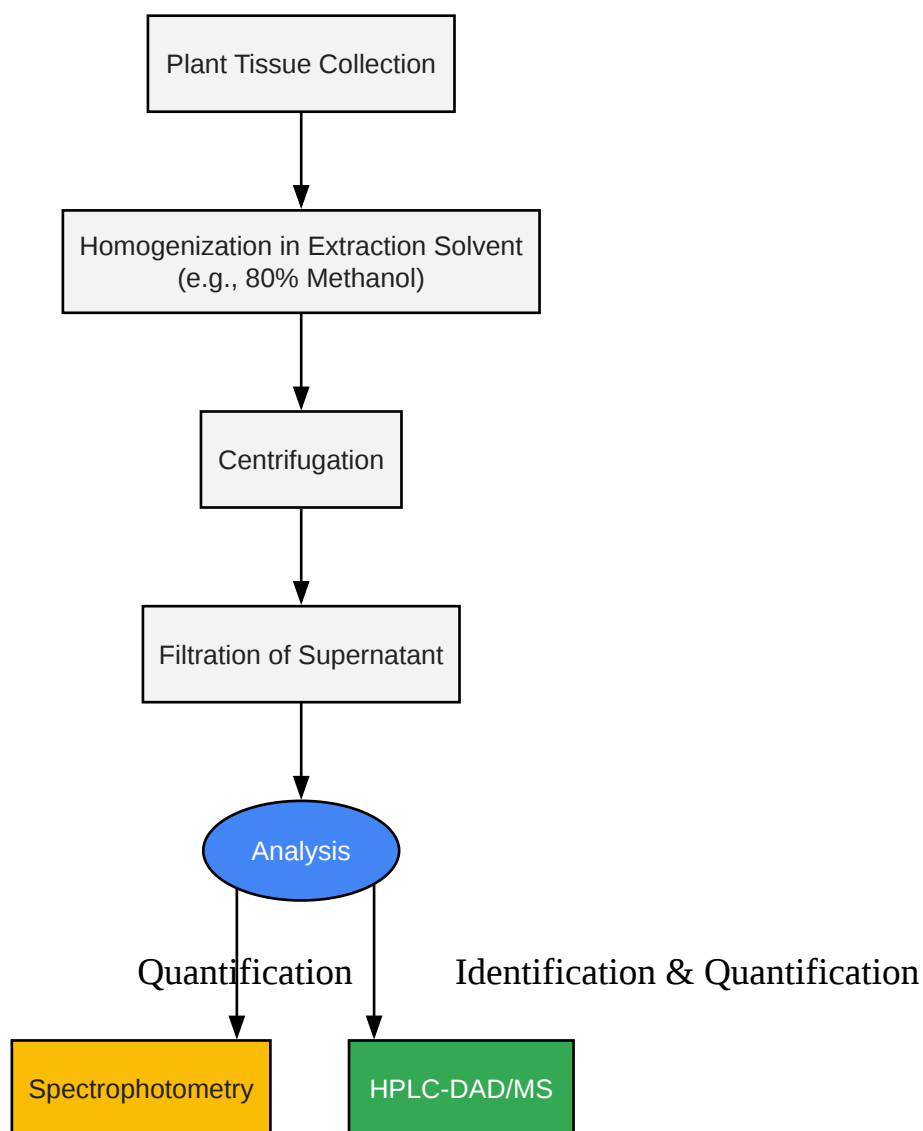 Plant Tissue Collection
Homogenization in Extraction Solvent
(e.g., 80% Methanol)
Centrifugation
Filtration of Supernatant
Analysis
Quantification
Identification & Quantification
Spectrophotometry
HPLC-DAD/MS